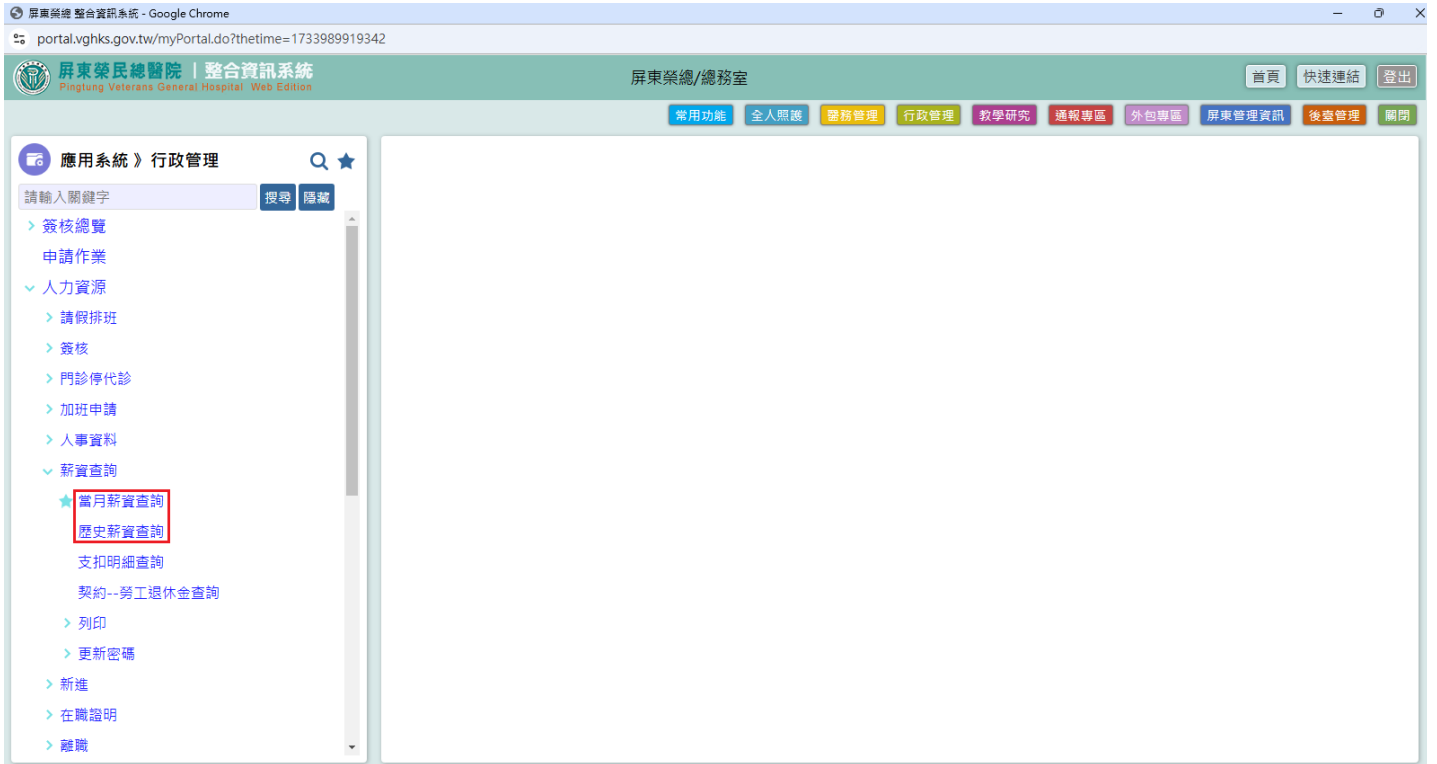 屏東榮總 整合資訊系統 - Google Chrome
portal.vghks.gov.tw/myPortal.do?thetime=1733989919342
屏東榮民總醫院｜整合資訊系統
Pingtung Veterans General Hospital Web Edition
屏東榮總/總務室
首頁 快速連結 登出
常用功能 全人照護 醫務管理 行政管理 教學研究 通報專區 外包專區 屏東管理資訊 後臺管理 關閉
應用系統 》行政管理
請輸入關鍵字 搜尋 隱藏
簽核總覽
申請作業
人力資源
請假排班
簽核
門診停代診
加班申請
人事資料
薪資查詢
當月薪資查詢
歷史薪資查詢
支扣明細查詢
契約--勞工退休金查詢
列印
更新密碼
新進
在職證明
離職